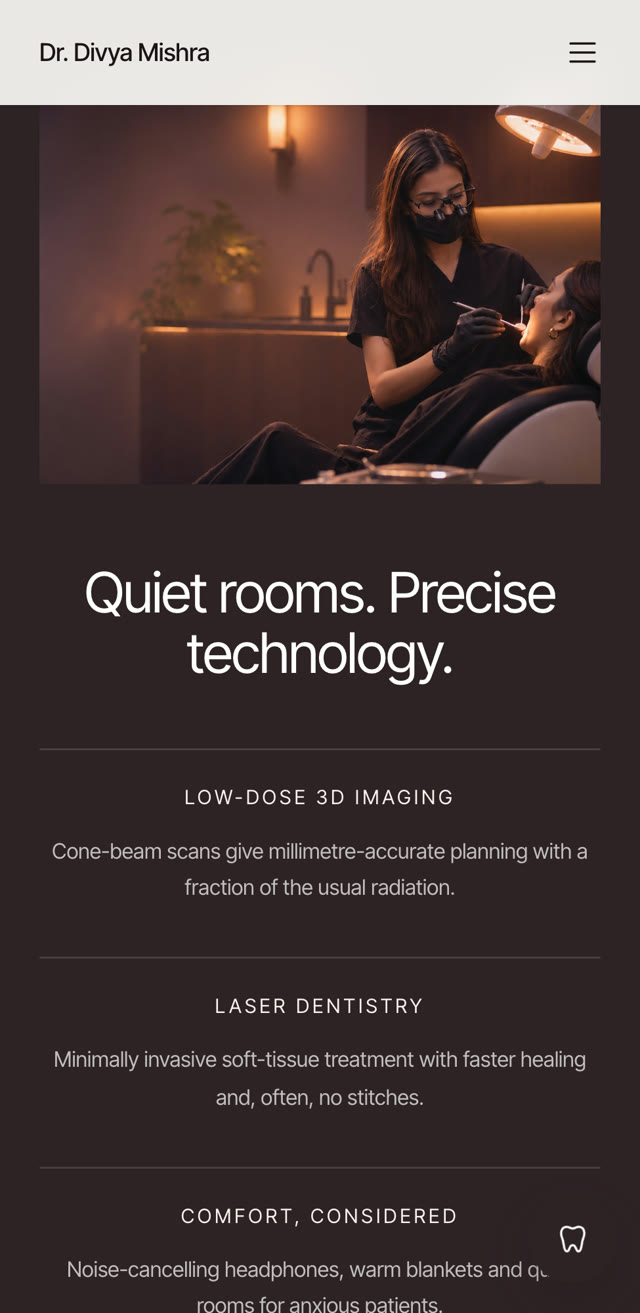 Dr. Divya Mishra
Quiet rooms. Precise
technology.
LOW-DOSE 3D IMAGING
Cone-beam scans give millimetre-accurate planning with a
fraction of the usual radiation.
LASER DENTISTRY
Minimally invasive soft-tissue treatment with faster healing
and, often, no stitches.
COMFORT, CONSIDERED
Noise-cancelling headphones, warm blankets and
rooms for anxious patients.